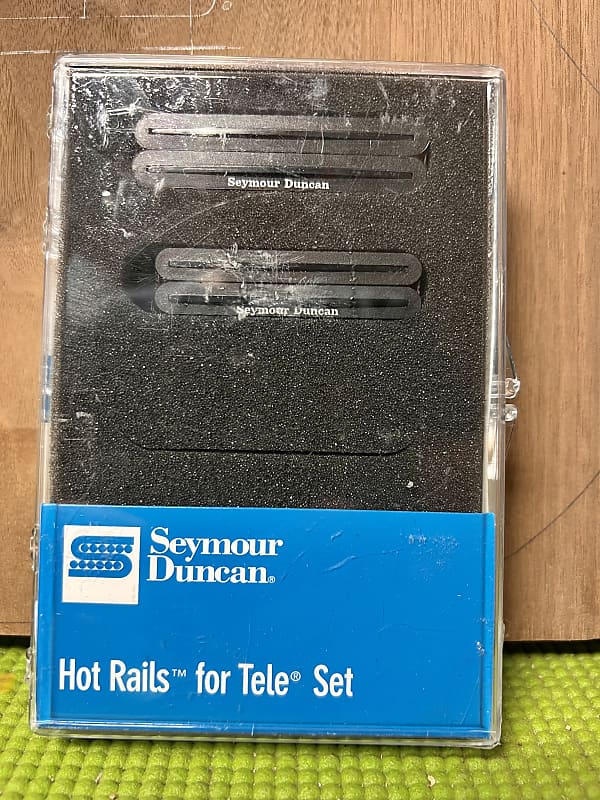 Seymour Duncan
Seymour Duncan
Seymour
Duncan®
Hot Rails™ for Tele® Set